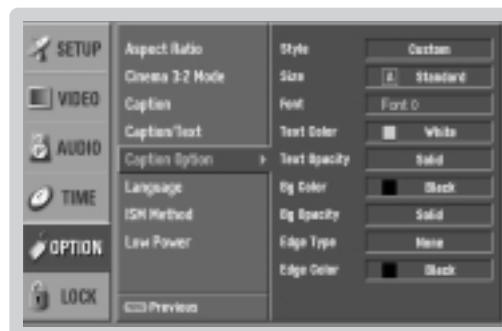 SETUP
VIDEO
AUDIO
TIME
OPTION
LOCK
Aspect Ratio
Cinema 3:2 Mode
Caption
Caption/Text
Caption Option
Language
ISM Method
Low Power
Previous
Style Custom
Size A Standard
Font Font 0
Text Color White
Text Opacity Solid
Bg Color Black
Bg Opacity Solid
Edge Type None
Edge Color Black